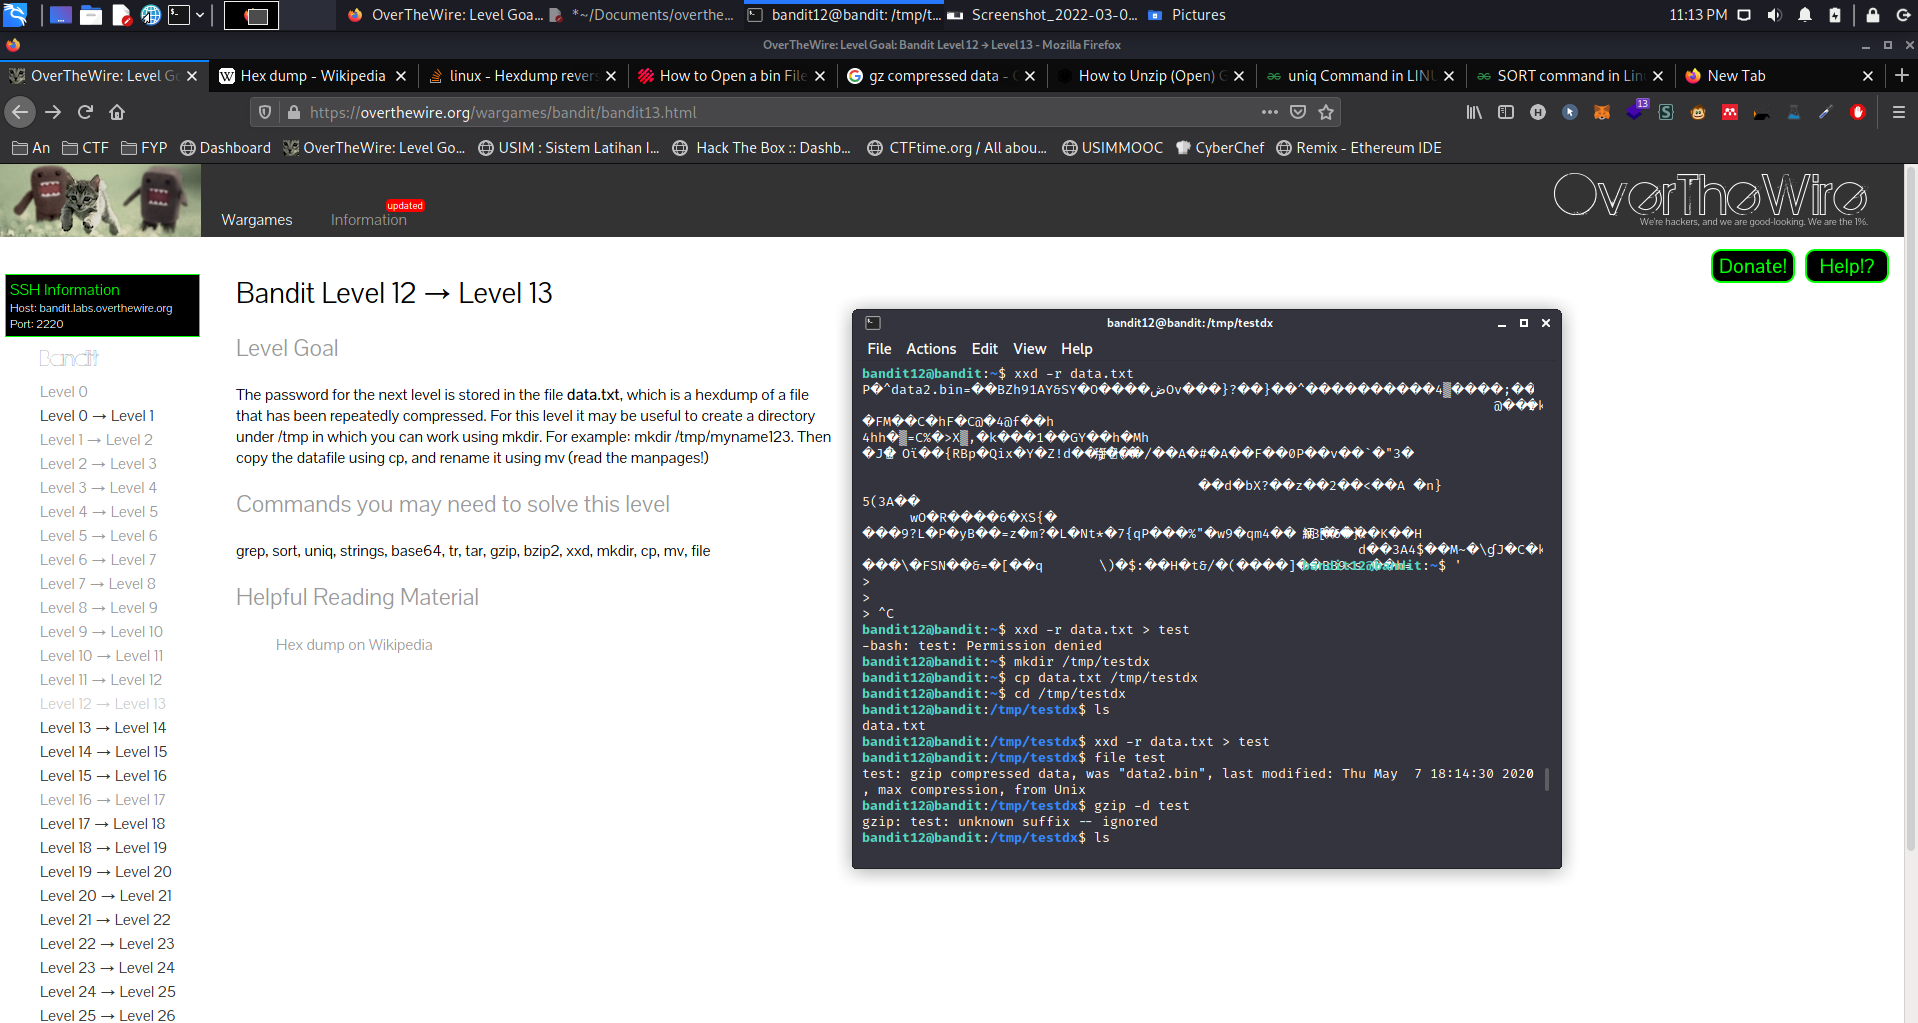 OverTheWire: Level Goa...
*~/Documents/overthe...
bandit12@bandit: /tmp/t...
Screenshot_2022-03-0...
Pictures
11:13 PM
OverTheWire: Level Goal: Bandit Level 12 → Level 13 - Mozilla Firefox
OverTheWire: Level Go
Hex dump - Wikipedia
linux - Hexdump revers
How to Open a bin File
gz compressed data - 
How to Unzip (Open) G
uniq Command in LINU
SORT command in Lin
New Tab
https://overthewire.org/wargames/bandit/bandit13.html
13
An
CTF
FYP
Dashboard
OverTheWire: Level Go...
USIM : Sistem Latihan I...
Hack The Box :: Dashb...
CTFtime.org / All abou...
USIMMOOC
CyberChef
Remix - Ethereum IDE
Wargames
Information
updated
OverTheWire
We're hackers, and we are good-looking. We are the 1%.
Donate!
Help!?
SSH Information
Host: bandit.labs.overthewire.org
Port: 2220
Bandit
Level 0
Level 0 → Level 1
Level 1 → Level 2
Level 2 → Level 3
Level 3 → Level 4
Level 4 → Level 5
Level 5 → Level 6
Level 6 → Level 7
Level 7 → Level 8
Level 8 → Level 9
Level 9 → Level 10
Level 10 → Level 11
Level 11 → Level 12
Level 12 → Level 13
Level 13 → Level 14
Level 14 → Level 15
Level 15 → Level 16
Level 16 → Level 17
Level 17 → Level 18
Level 18 → Level 19
Level 19 → Level 20
Level 20 → Level 21
Level 21 → Level 22
Level 22 → Level 23
Level 23 → Level 24
Level 24 → Level 25
Level 25 → Level 26
Bandit Level 12 → Level 13
Level Goal
The password for the next level is stored in the file data.txt, which is a hexdump of a file
that has been repeatedly compressed. For this level it may be useful to create a directory
under /tmp in which you can work using mkdir. For example: mkdir /tmp/myname123. Then
copy the datafile using cp, and rename it using mv (read the manpages!)
Commands you may need to solve this level
grep, sort, uniq, strings, base64, tr, tar, gzip, bzip2, xxd, mkdir, cp, mv, file
Helpful Reading Material
Hex dump on Wikipedia
bandit12@bandit:/tmp/testdx
File Actions Edit View Help
bandit12@bandit:~$ xxd -r data.txt
P�^data2.bin=��BZh91AY&SY�O����ضOv���}?��}��^����������4▒����;��
�FM��C�hF�C@�4@f��h
4hh�▒=C%�>X▒,�k���1��GY��h�Mh
��d�bX?��z��2��<��A �n}
5(3A��
wO�R����6�XS{�
d��3A4$��M~�\ɠJ�C�k
bandit12@bandit:~$ '
>
>
> ^C
bandit12@bandit:~$ xxd -r data.txt > test
-bash: test: Permission denied
bandit12@bandit:~$ mkdir /tmp/testdx
bandit12@bandit:~$ cp data.txt /tmp/testdx
bandit12@bandit:~$ cd /tmp/testdx
bandit12@bandit:/tmp/testdx$ ls
data.txt
bandit12@bandit:/tmp/testdx$ xxd -r data.txt > test
bandit12@bandit:/tmp/testdx$ file test
test: gzip compressed data, was "data2.bin", last modified: Thu May  7 18:14:30 2020
, max compression, from Unix
bandit12@bandit:/tmp/testdx$ gzip -d test
gzip: test: unknown suffix -- ignored
bandit12@bandit:/tmp/testdx$ ls